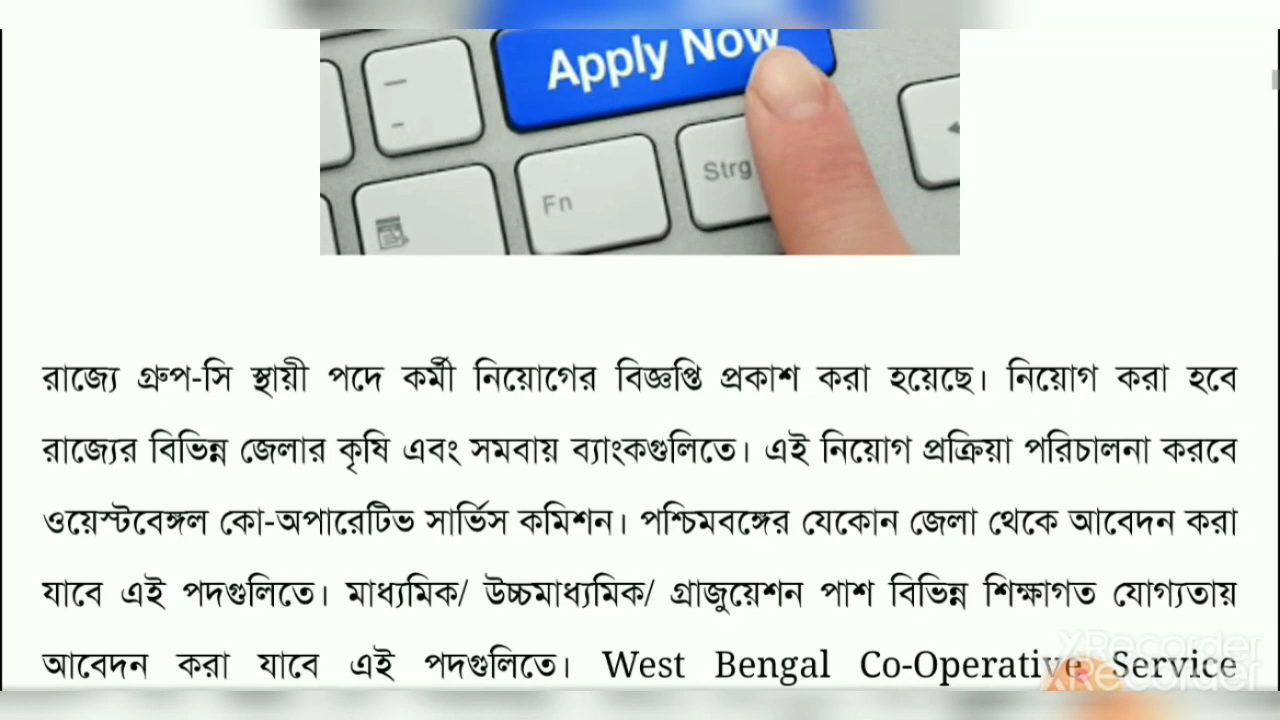 Apply Now
Fn
Strg
রাজ্যে গ্রুপ-সি স্থায়ী পদে কর্মী নিয়োগের বিজ্ঞপ্তি প্রকাশ করা হয়েছে। নিয়োগ করা হবে
রাজ্যের বিভিন্ন জেলার কৃষি এবং সমবায় ব্যাংকগুলিতে। এই নিয়োগ প্রক্রিয়া পরিচালনা করবে
ওয়েস্টবেঙ্গল কো-অপারেটিভ সার্ভিস কমিশন। পশ্চিমবঙ্গের যেকোন জেলা থেকে আবেদন করা
যাবে এই পদগুলিতে। মাধ্যমিক/ উচ্চমাধ্যমিক/ গ্রাজুয়েশন পাশ বিভিন্ন শিক্ষাগত যোগ্যতায়
আবেদন করা যাবে এই পদগুলিতে। West Bengal Co-Operative Service
XRecorder
XRecorder